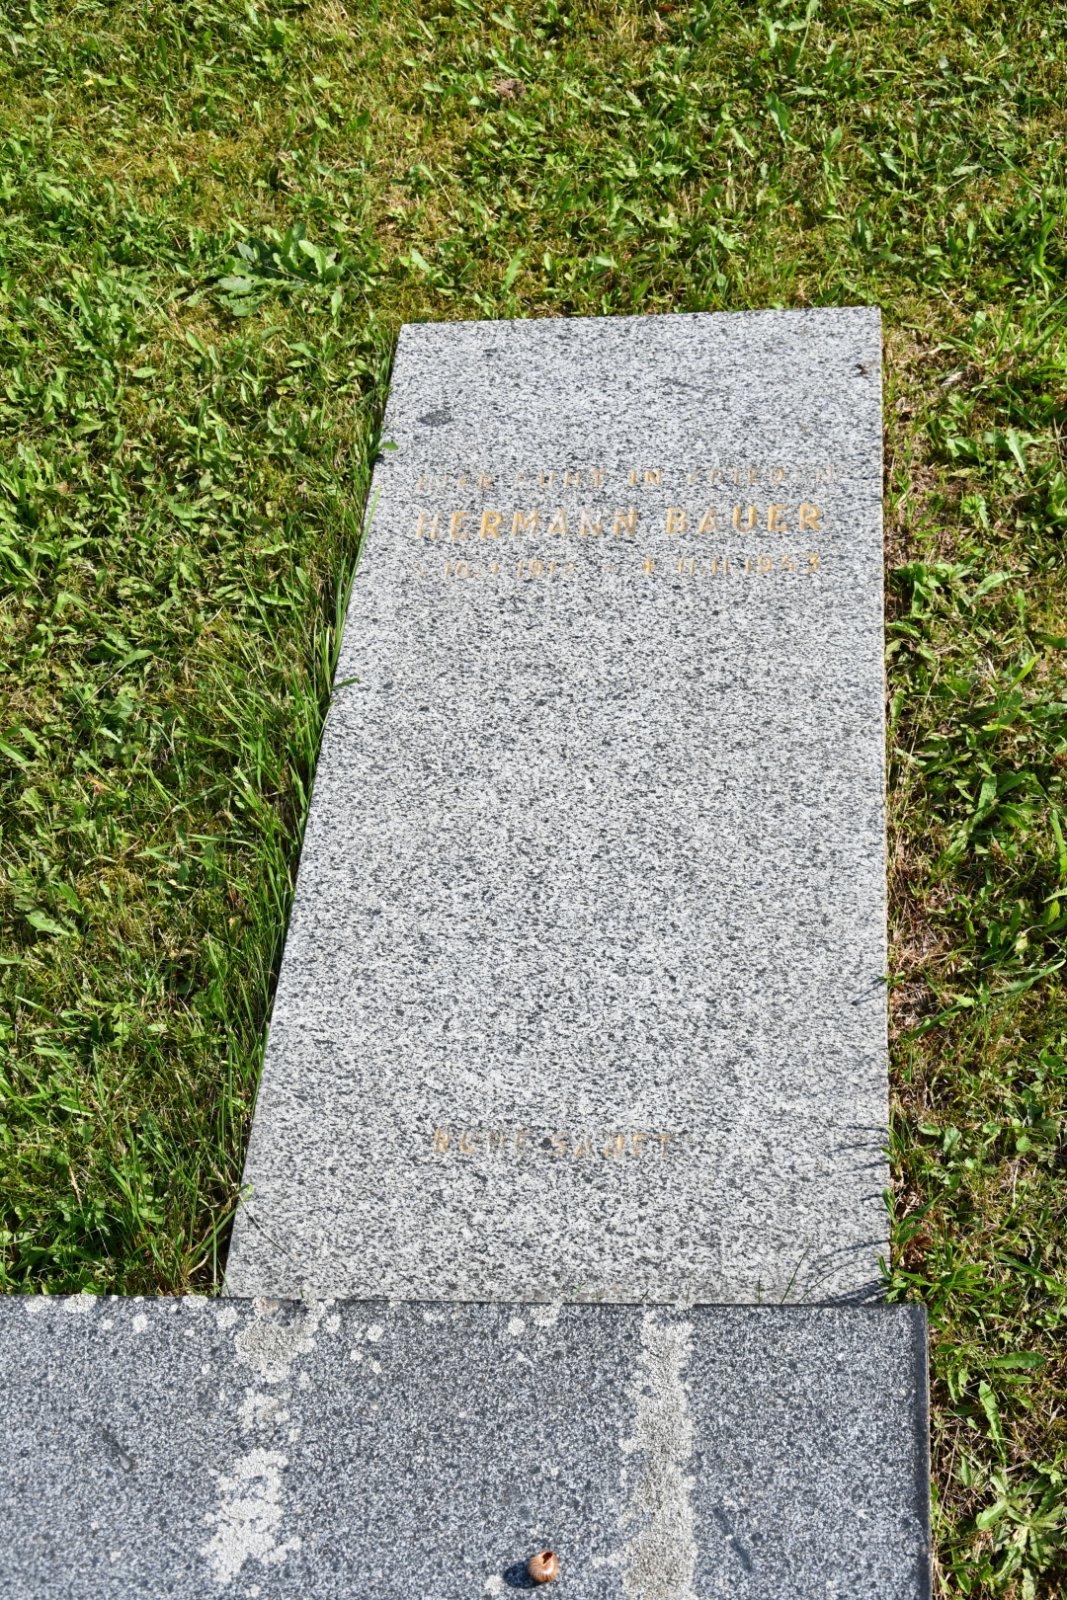 HIER RUHT IN FRIEDEN
HERMANN BAUER
RUHE SANFT